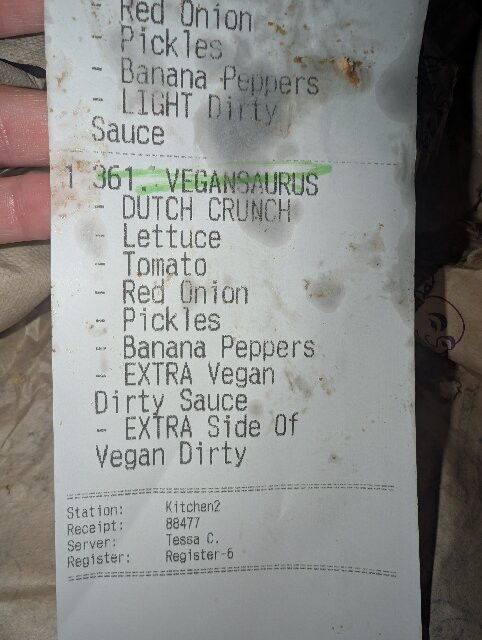 - Red Onion
- Pickles
- Banana Peppers
- LIGHT Dirty
Sauce
1 361. VEGANSAURUS
- DUTCH CRUNCH
- Lettuce
- Tomato
- Red Onion
- Pickles
- Banana Peppers
- EXTRA Vegan
Dirty Sauce
- EXTRA Side Of
Vegan Dirty
Station: Kitchen2
Receipt: 88477
Server: Tessa C.
Register: Register-6